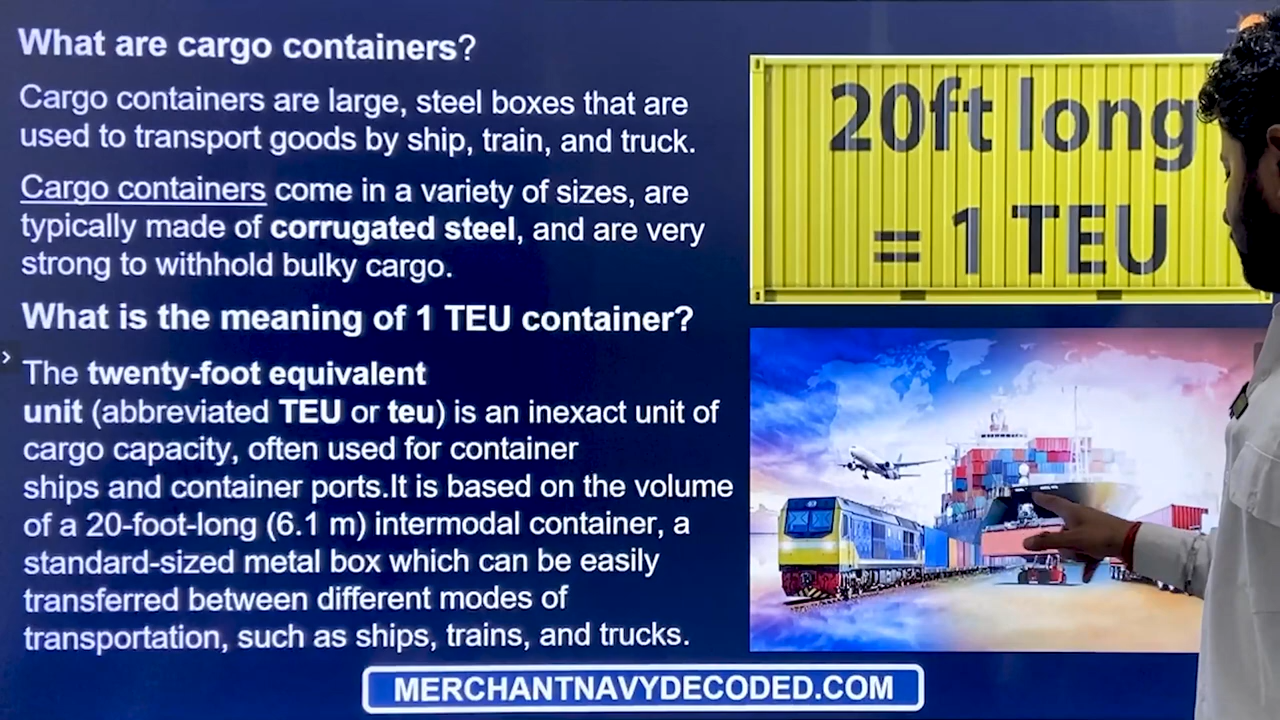 What are cargo containers?
Cargo containers are large, steel boxes that are
used to transport goods by ship, train, and truck.
Cargo containers come in a variety of sizes, are
typically made of corrugated steel, and are very
strong to withhold bulky cargo.
What is the meaning of 1 TEU container?
The twenty-foot equivalent
unit (abbreviated TEU or teu) is an inexact unit of
cargo capacity, often used for container
ships and container ports.It is based on the volume
of a 20-foot-long (6.1 m) intermodal container, a
standard-sized metal box which can be easily
transferred between different modes of
transportation, such as ships, trains, and trucks.
20ft long
= 1 TEU
MERCHANTNAVYDECODED.COM